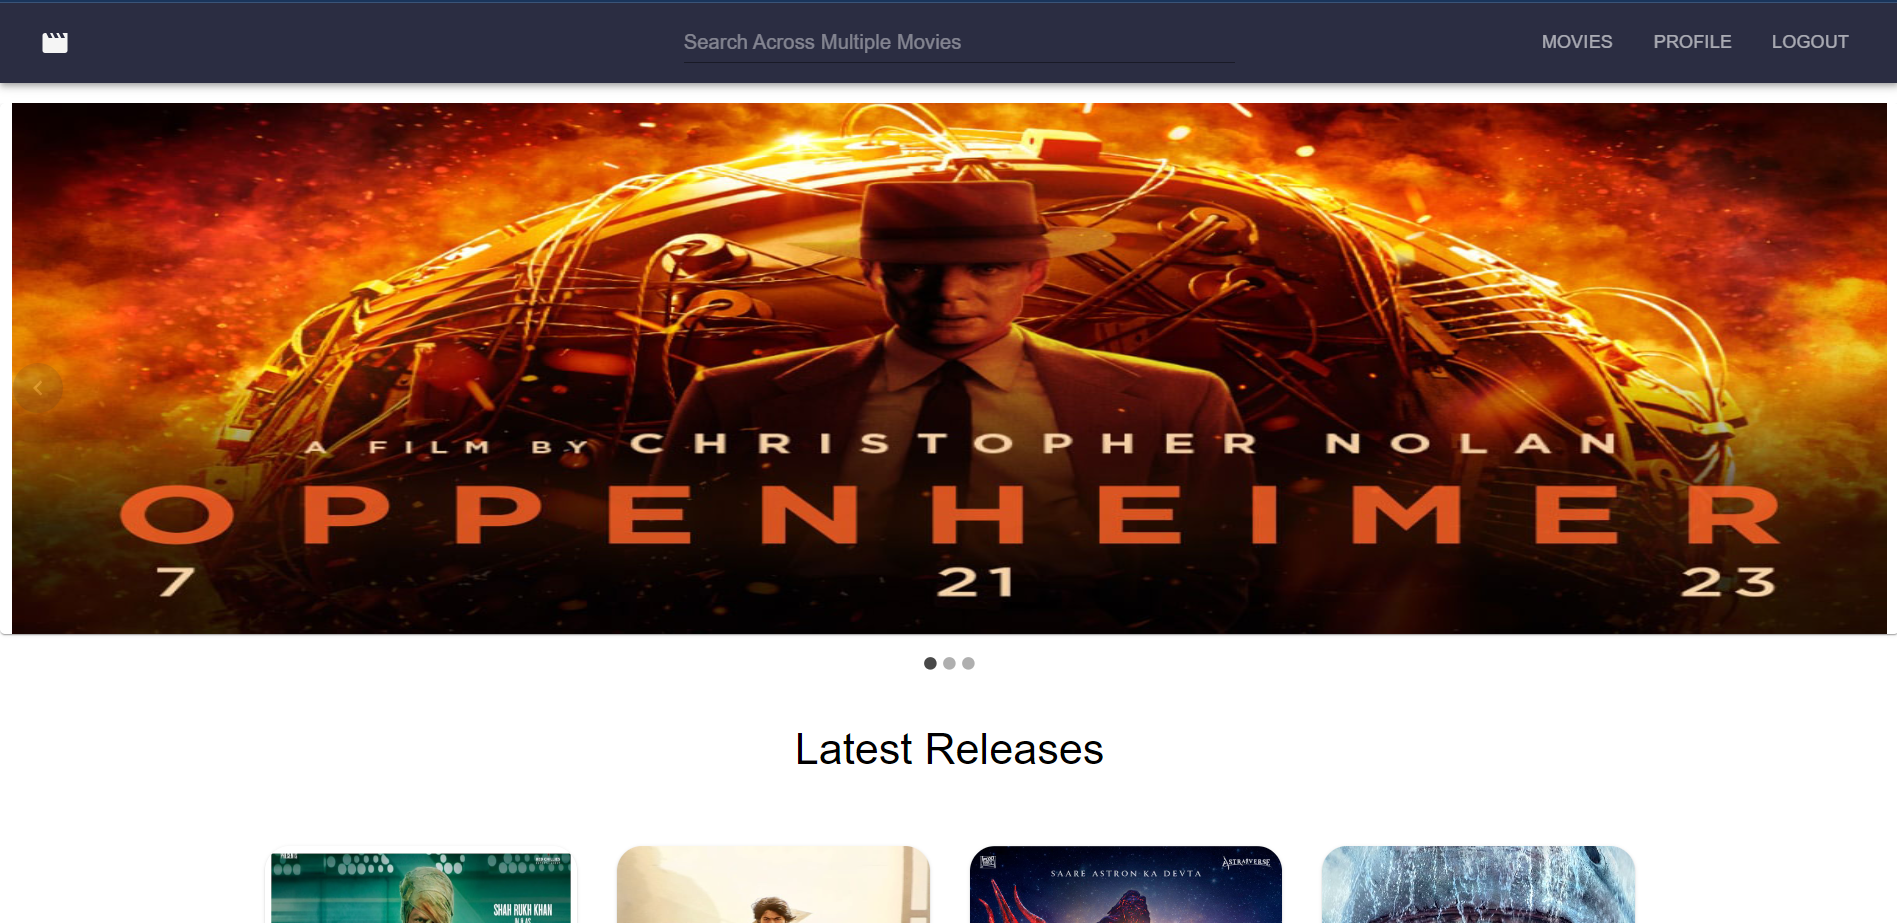 Search Across Multiple Movies
MOVIES PROFILE LOGOUT
A FILM BY CHRISTOPHER NOLAN
OPPENHEIMER
7 21 23
Latest Releases
PRESENTS
SHAH RUKH KHAN
ASTRAVERSE
SAARE ASTRON KA DEVTA